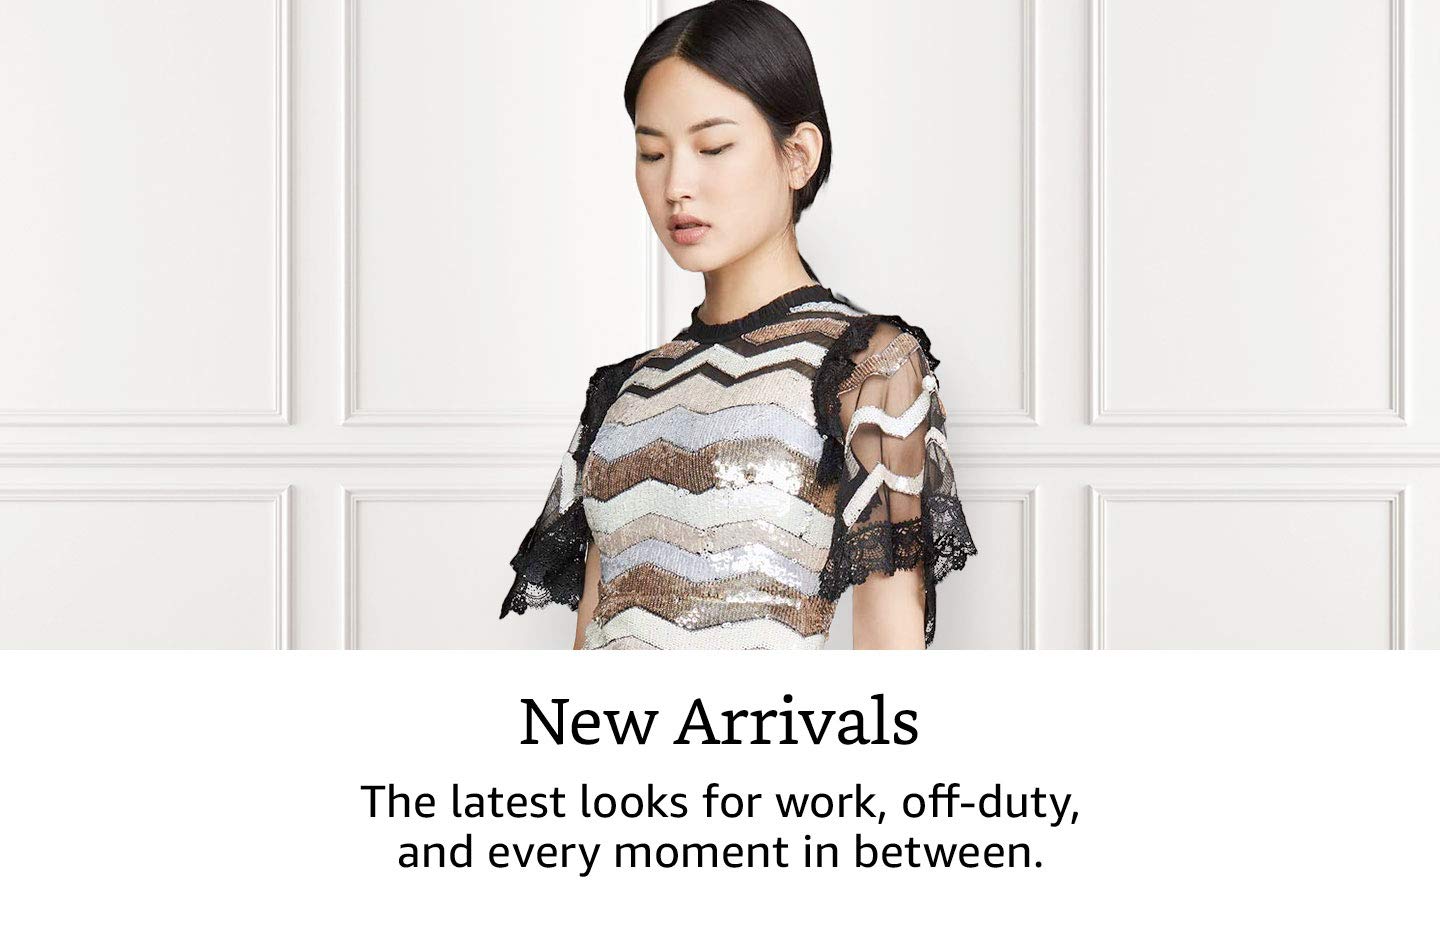 New Arrivals
The latest looks for work, off-duty,
and every moment in between.